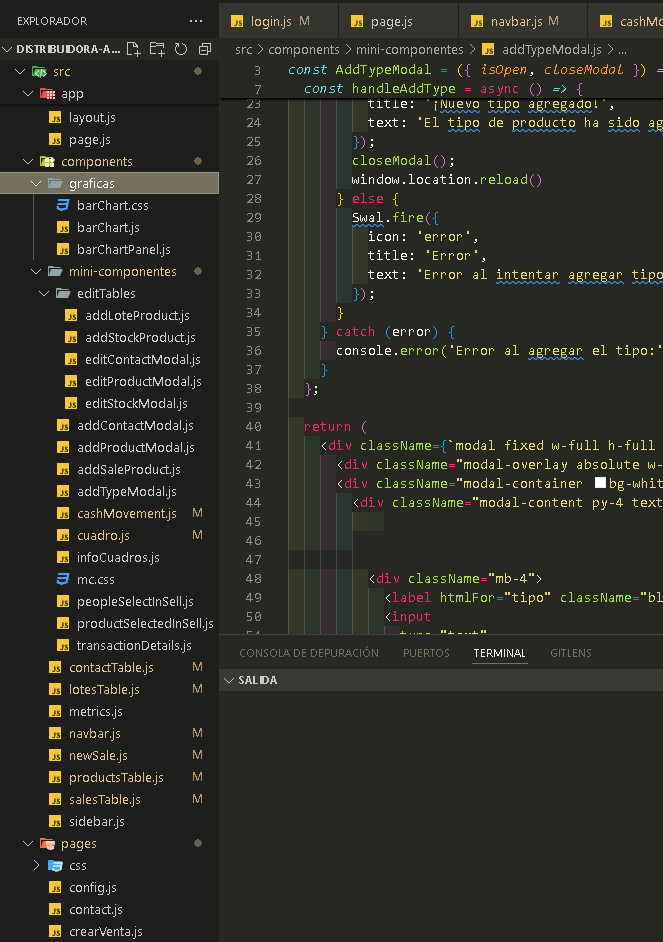 EXPLORADOR
DISTRIBUIDORA-A...
src
app
layout.js
page.js
components
graficas
barChart.css
barChart.js
barChartPanel.js
mini-componentes
editTables
addLoteProduct.js
addStockProduct.js
editContactModal.js
editProductModal.js
editStockModal.js
addContactModal.js
addProductModal.js
addSaleProduct.js
addTypeModal.js
cashMovement.js M
cuadro.js M
infoCuadros.js
mc.css
peopleSelectInSell.js
productSelectedInSell.js
transactionDetails.js
contactTable.js M
lotesTable.js M
metrics.js
navbar.js M
newSale.js M
productsTable.js M
salesTable.js M
sidebar.js
pages
css
config.js
contact.js
crearVenta.js
login.js M page.js navbar.js M cashMo
src > components > mini-componentes > addTypeModal.js > ...
3 const AddTypeModal = ({ isOpen, closeModal }) =
7 const handleAddType = async () => {
23 title: '¡Nuevo tipo agregado!',
24 text: 'El tipo de producto ha sido ag
25 });
26 closeModal();
27 window.location.reload()
28 } else {
29 Swal.fire({
30 icon: 'error',
31 title: 'Error',
32 text: 'Error al intentar agregar tipo
33 });
34 }
35 } catch (error) {
36 console.error('Error al agregar el tipo:'
37 }
38 };
39
40 return (
41 <div className={`modal fixed w-full h-full
42 <div className="modal-overlay absolute w-
43 <div className="modal-container bg-whit
44 <div className="modal-content py-4 text
45
46
47
48 <div className="mb-4">
49 <label htmlFor="tipo" className="bl
50 <input
51 type="text"
CONSOLA DE DEPURACIÓN PUERTOS TERMINAL GITLENS
SALIDA